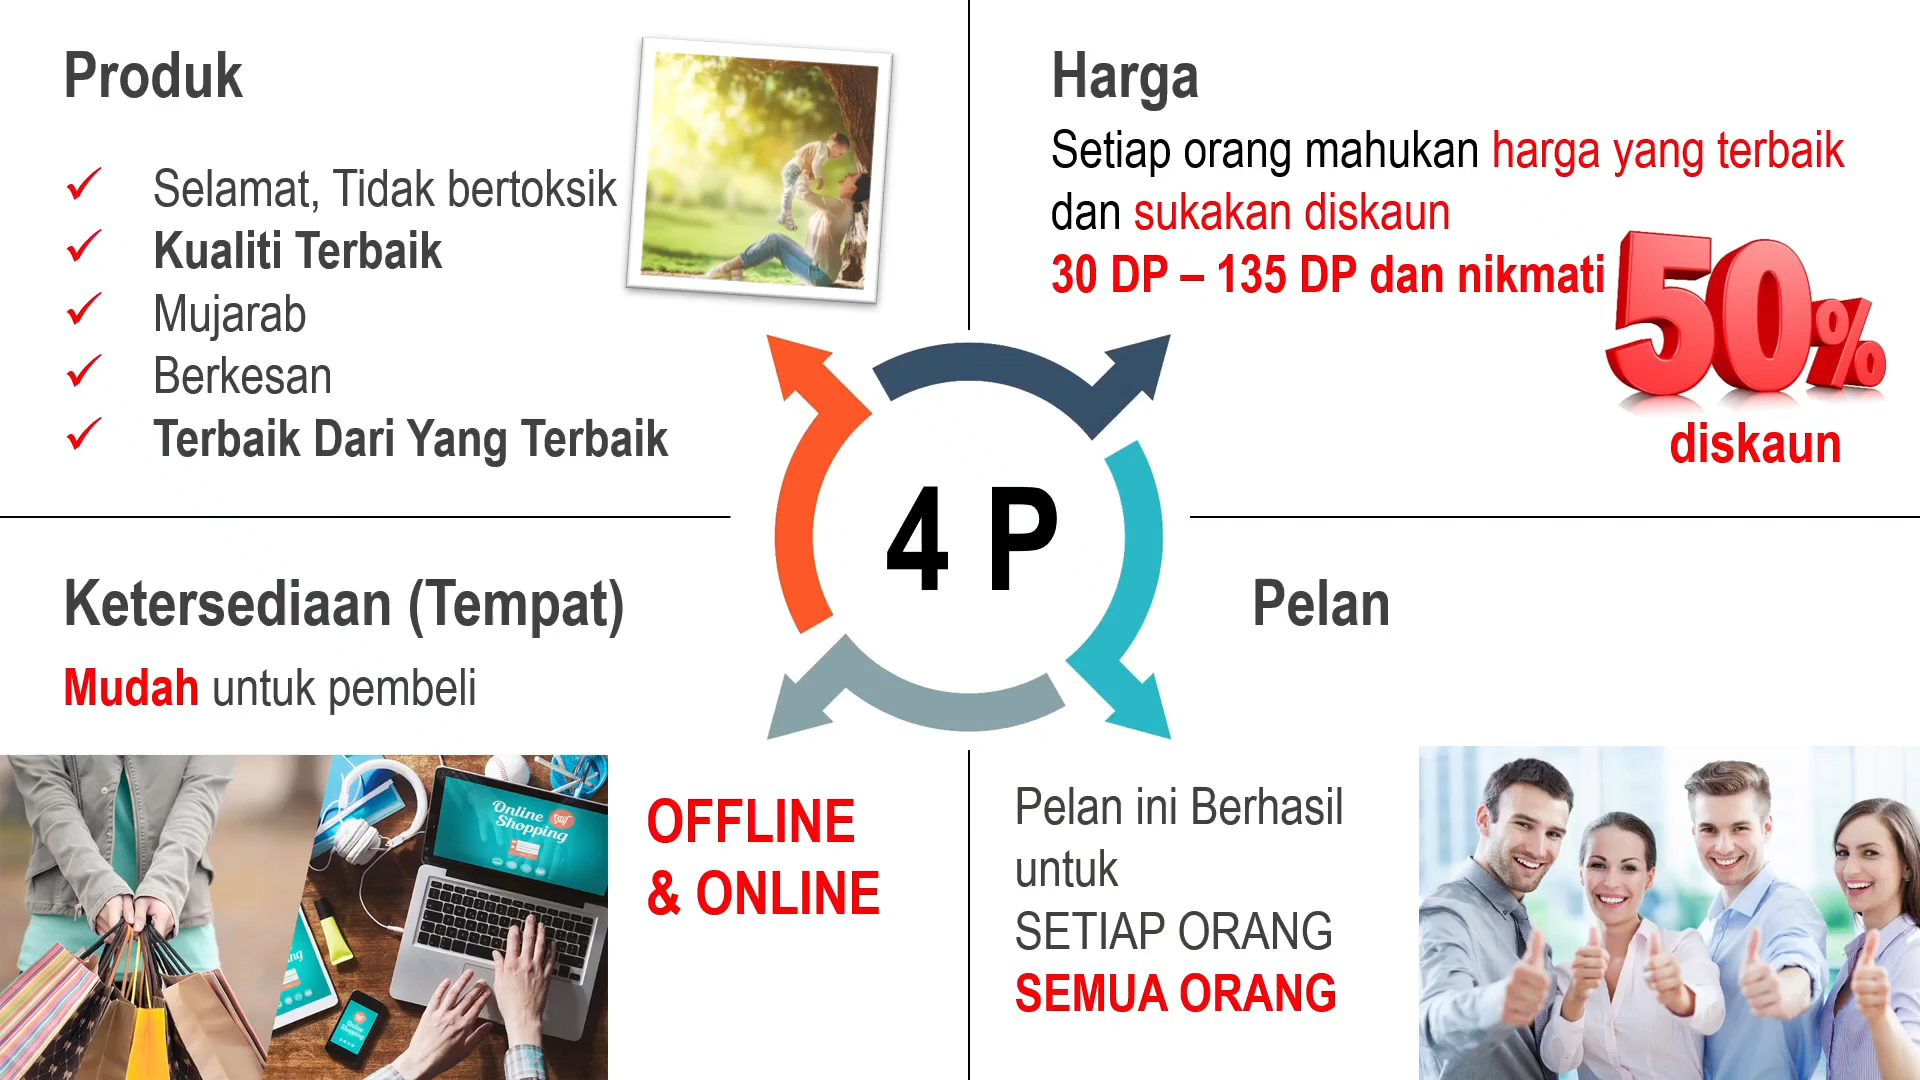 Produk
Selamat, Tidak bertoksik
Kualiti Terbaik
Mujarab
Berkesan
Terbaik Dari Yang Terbaik
Harga
Setiap orang mahukan harga yang terbaik
dan sukakan diskaun
30 DP – 135 DP dan nikmati
50%
diskaun
4 P
Ketersediaan (Tempat)
Mudah untuk pembeli
Online
Shopping
Online
Shopping
OFFLINE
& ONLINE
Pelan
Pelan ini Berhasil
untuk
SETIAP ORANG
SEMUA ORANG